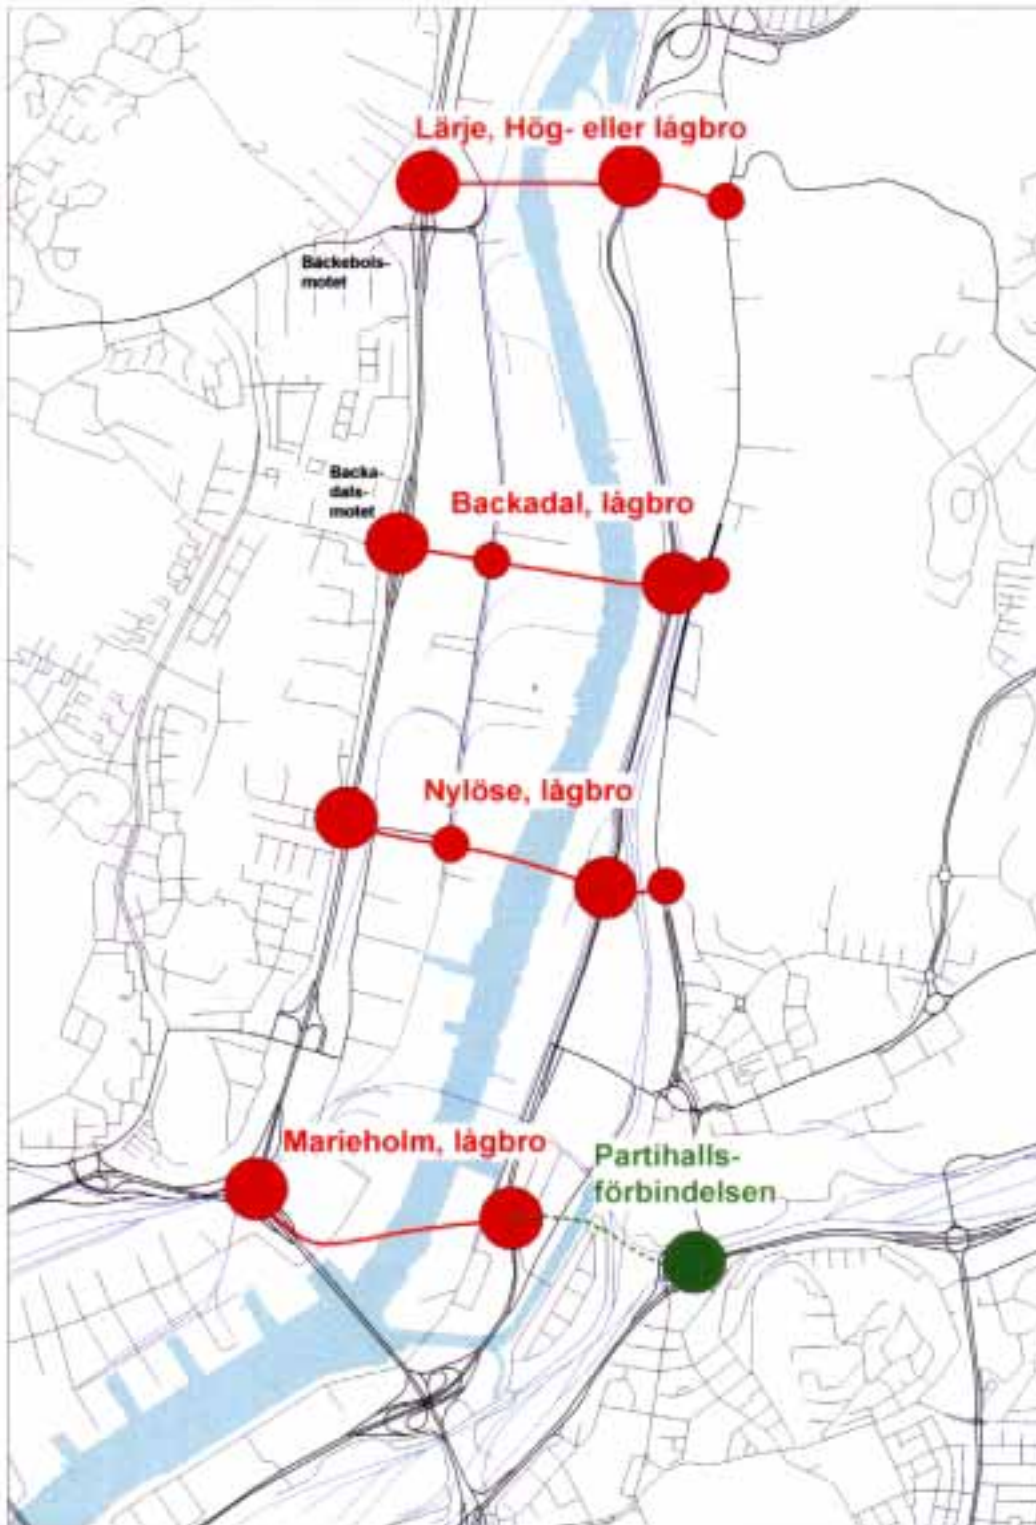 Lärje, Hög- eller lågbro
Bäckebols-
motet
Backa-
dals-
motet
Backadal, lågbro
Nylöse, lågbro
Marieholm, lågbro
Partihalls-
förbindelsen